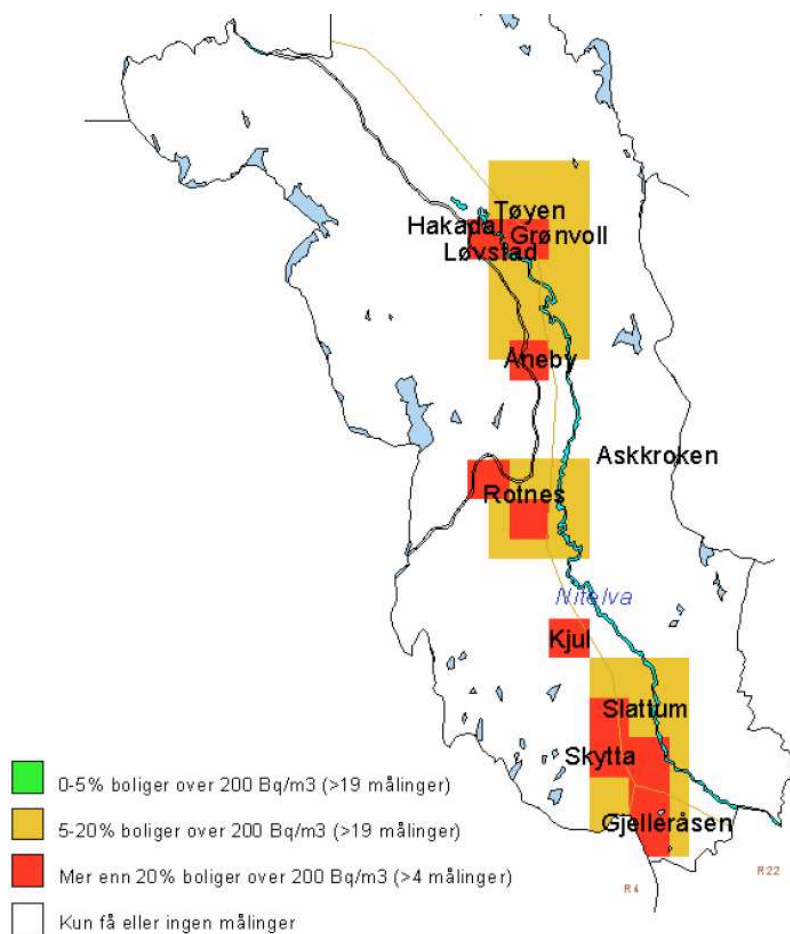 Tøyen
Hakadal
Grønvoll
Løvstad
Åneby
Askkroken
Rotnes
Nitelva
Kjul
Slattum
Skytta
Gjelleråsen
0-5% boliger over 200 Bq/m3 (>19 målinger)
5-20% boliger over 200 Bq/m3 (>19 målinger)
Mer enn 20% boliger over 200 Bq/m3 (>4 målinger)
Kun få eller ingen målinger
R 4
R 22